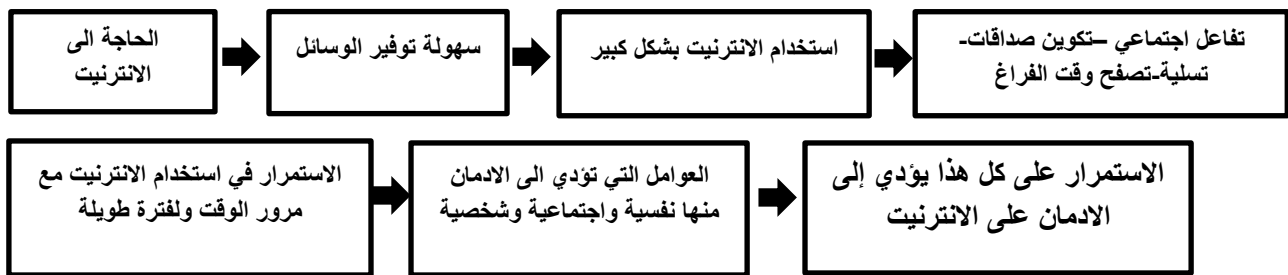 الحاجة الى
الانترنيت
سهولة توفير الوسائل
استخدام الانترنيت بشكل كبير
تفاعل اجتماعي –تكوين صداقات-
تسلية-تصفح وقت الفراغ
الاستمرار في استخدام الانترنيت مع
مرور الوقت ولفترة طويلة
العوامل التي تؤدي الى الادمان
منها نفسية واجتماعية وشخصية
الاستمرار على كل هذا يؤدي إلى
الادمان على الانترنيت